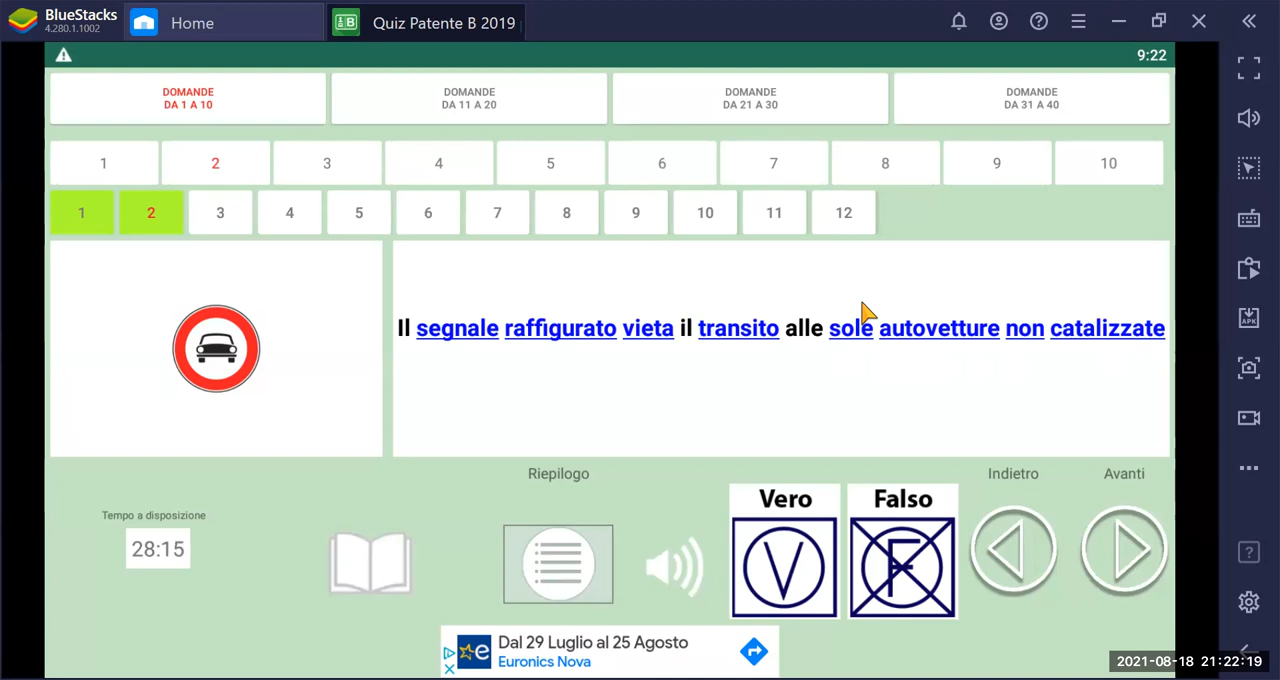 BlueStacks
4.280.1.1002
Home
Quiz Patente B 2019
9:22
DOMANDE
DA 1 A 10
DOMANDE
DA 11 A 20
DOMANDE
DA 21 A 30
DOMANDE
DA 31 A 40
1 2 3 4 5 6 7 8 9 10
1 2 3 4 5 6 7 8 9 10 11 12
Il segnale raffigurato vieta il transito alle sole autovetture non catalizzate
Riepilogo
Indietro
Avanti
Tempo a disposizione
28:15
Vero
V
Falso
F
Dal 29 Luglio al 25 Agosto
Euronics Nova
2021-08-18 21:22:19